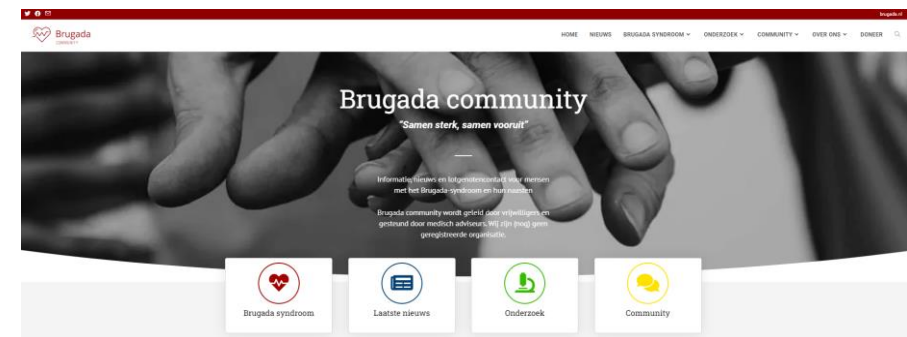 brugada.nl
Brugada
COMMUNITY
HOME NIEUWS BRUGADA SYNDROOM ONDERZOEK COMMUNITY OVER ONS DONEER
Brugada community
"Samen sterk, samen vooruit"
Informatie, nieuws en lotgenotencontact voor mensen
met het Brugada-syndroom en hun naasten
Brugada community wordt geleid door vrijwilligers en
gesteund door medisch adviseurs. Wij zijn (nog) geen
geregistreerde organisatie.
Brugada syndroom
Laatste nieuws
Onderzoek
Community